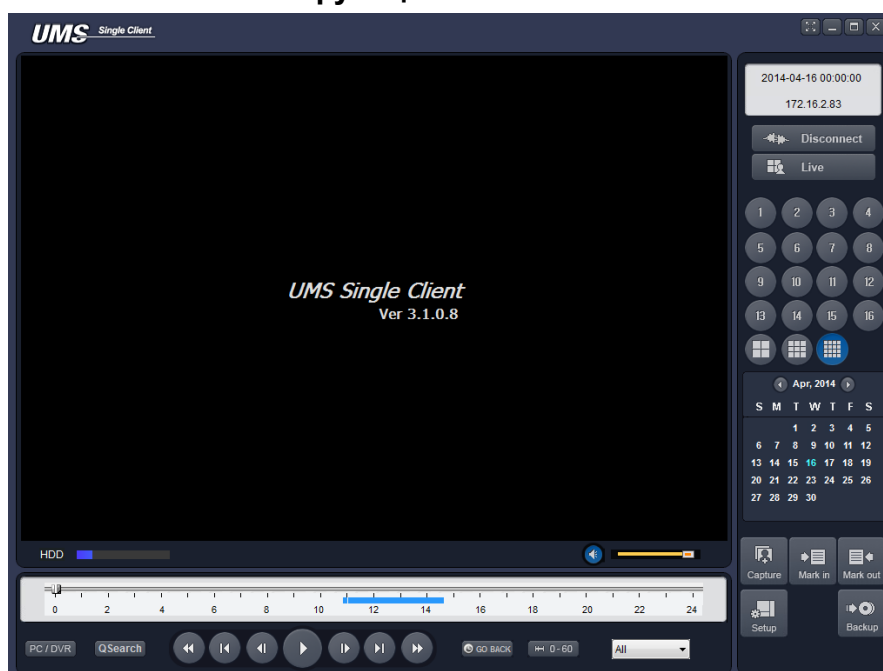 UMS Single Client
2014-04-16 00:00:00
172.16.2.83
Disconnect
Live
1 2 3 4
5 6 7 8
9 10 11 12
13 14 15 16
UMS Single Client
Ver 3.1.0.8
Apr, 2014
S M T W T F S
1 2 3 4 5
6 7 8 9 10 11 12
13 14 15 16 17 18 19
20 21 22 23 24 25 26
27 28 29 30
HDD
Capture Mark in Mark out
0 2 4 6 8 10 12 14 16 18 20 22 24
Setup Backup
PC / DVR QSearch GO BACK 0 - 60 All